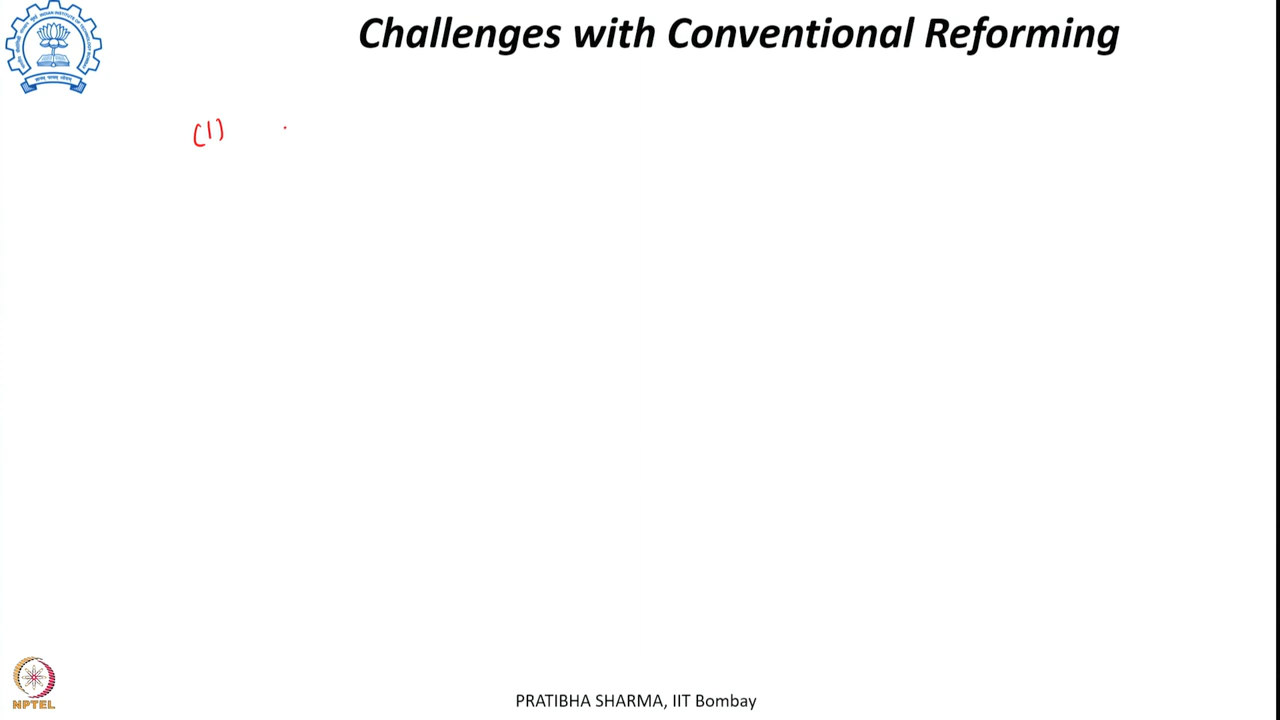 Challenges with Conventional Reforming
(1)
NPTEL
PRATIBHA SHARMA, IIT Bombay